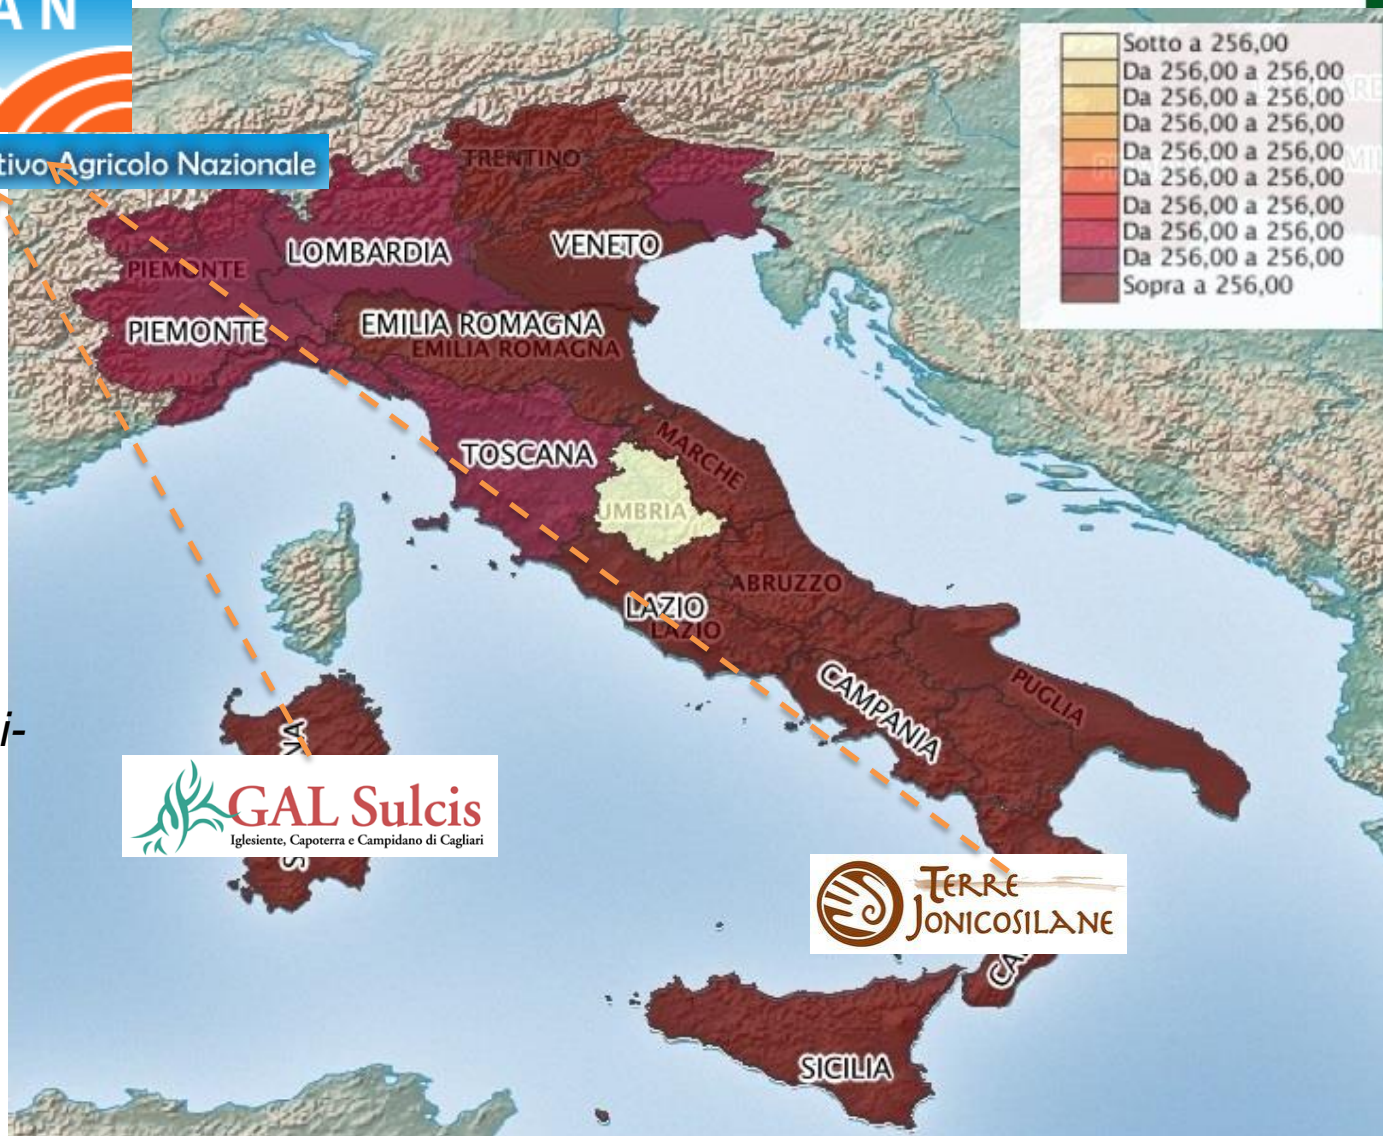 AN
tivo Agricolo Nazionale
Sotto a 256,00
Da 256,00 a 256,00
Da 256,00 a 256,00
Da 256,00 a 256,00
Da 256,00 a 256,00
Da 256,00 a 256,00
Da 256,00 a 256,00
Da 256,00 a 256,00
Da 256,00 a 256,00
Sopra a 256,00
TRENTINO
LOMBARDIA
VENETO
PIEMONTE
PIEMONTE
EMILIA ROMAGNA
EMILIA ROMAGNA
TOSCANA
MARCHE
UMBRIA
ABRUZZO
LAZIO
LAZIO
CAMPANIA
PUGLIA
i-
NA
GAL Sulcis
Iglesiente, Capoterra e Campidano di Cagliari
S
TERRE
JONICOSILANE
CA
SICILIA